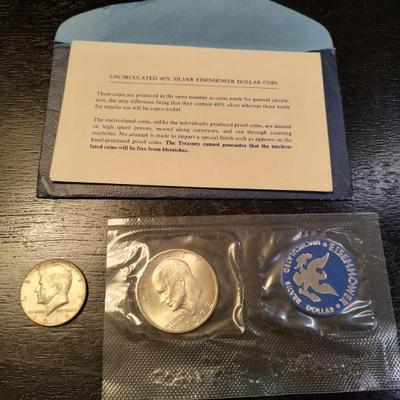 UNCIRCULATED 40% SILVER EISENHOWER DOLLAR COIN
These coins are produced in the same manner as coins made for general circula-
tion, the only difference being that they contain 40% silver whereas those made
for regular use will be cupro-nickel.
The uncirculated coins, unlike the individually produced proof coins, are minted
on high speed presses, moved along conveyors, and run through counting
machines. No attempt is made to impart a special finish such as appears on the
hand-processed proof coins. The Treasury cannot guarantee that the uncircu-
lated coins will be free from blemishes.
EISENHOWER
UNCIRCULATED
SILVER
DOLLAR